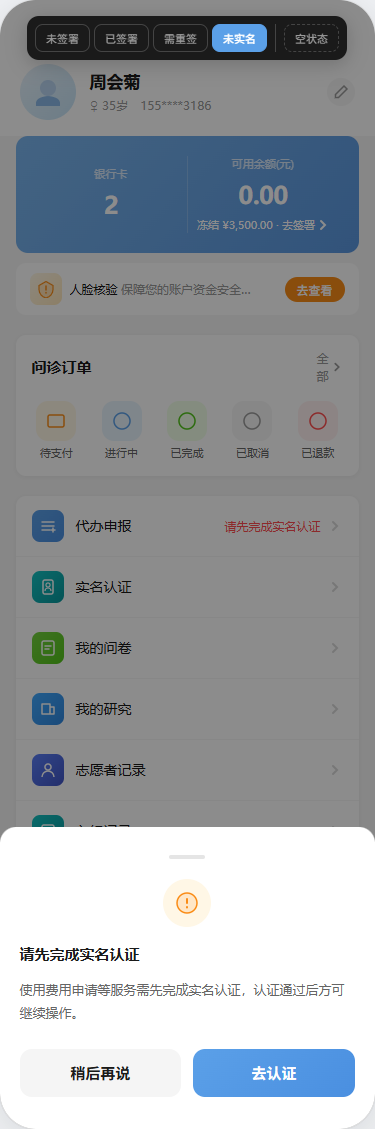 未签署 已签署 需重签 未实名 空状态
周会菊
♀ 35岁 155****3186
银行卡
2
可用余额(元)
0.00
冻结 ¥3,500.00 · 去签署
人脸核验 保障您的账户资金安全...
去查看
问诊订单
全部
待支付 进行中 已完成 已取消 已退款
代办申报 请先完成实名认证
实名认证
我的问卷
我的研究
志愿者记录
请先完成实名认证
使用费用申请等服务需先完成实名认证，认证通过后方可
继续操作。
稍后再说 去认证